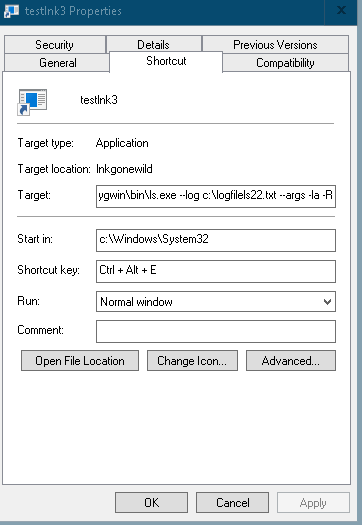 testlnk3 Properties
Security Details Previous Versions
General Shortcut Compatibility
testlnk3
Target type: Application
Target location: lnkgonewild
Target: ygwin\bin\ls.exe --log c:\logfilels22.txt --args -la -R
Start in: c:\Windows\System32
Shortcut key: Ctrl + Alt + E
Run: Normal window
Comment:
Open File Location Change Icon... Advanced...
OK Cancel Apply